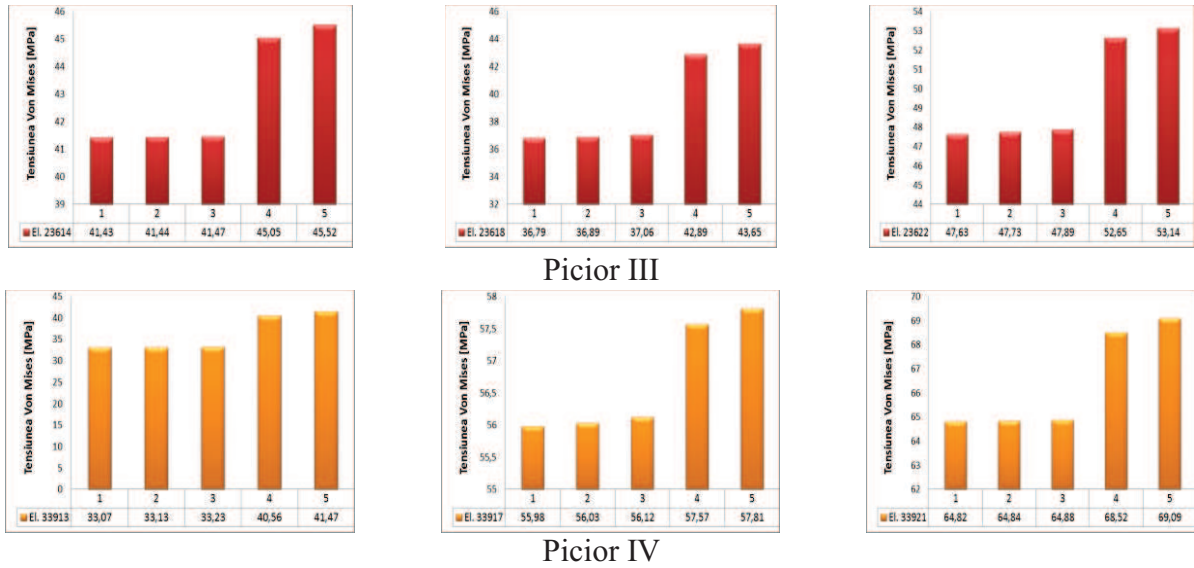 Tensiunea Von Mises [MPa]
46
45
44
43
42
41
40
39
1 2 3 4 5
El. 23614 41,43 41,44 41,47 45,05 45,52
Tensiunea Von Mises [MPa]
46
44
42
40
38
36
34
32
1 2 3 4 5
El. 23618 36,79 36,89 37,06 42,89 43,65
Tensiunea Von Mises [MPa]
54
53
52
51
50
49
48
47
46
45
44
1 2 3 4 5
El. 23622 47,63 47,73 47,89 52,65 53,14
Picior III
Tensiunea Von Mises [MPa]
45
40
35
30
25
20
15
10
5
0
1 2 3 4 5
El. 33913 33,07 33,13 33,23 40,56 41,47
Tensiunea Von Mises [MPa]
58
57,5
57
56,5
56
55,5
55
1 2 3 4 5
El. 33917 55,98 56,03 56,12 57,57 57,81
Tensiunea Von Mises [MPa]
70
69
68
67
66
65
64
63
62
1 2 3 4 5
El. 33921 64,82 64,84 64,88 68,52 69,09
Picior IV